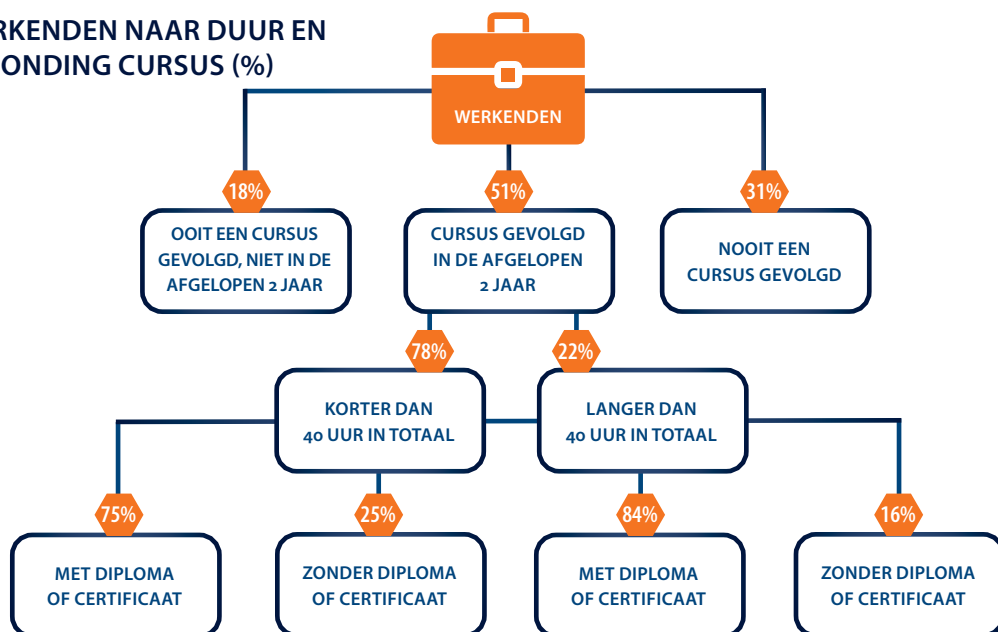 RKENDEN NAAR DUUR EN
ONDING CURSUS (%)
WERKENDEN
18%
51%
31%
OOIT EEN CURSUS
GEVOLGD, NIET IN DE
AFGELOPEN 2 JAAR
CURSUS GEVOLGD
IN DE AFGELOPEN
2 JAAR
NOOIT EEN
CURSUS GEVOLGD
78%
22%
KORTER DAN
40 UUR IN TOTAAL
LANGER DAN
40 UUR IN TOTAAL
75%
25%
84%
16%
MET DIPLOMA
OF CERTIFICAAT
ZONDER DIPLOMA
OF CERTIFICAAT
MET DIPLOMA
OF CERTIFICAAT
ZONDER DIPLOMA
OF CERTIFICAAT